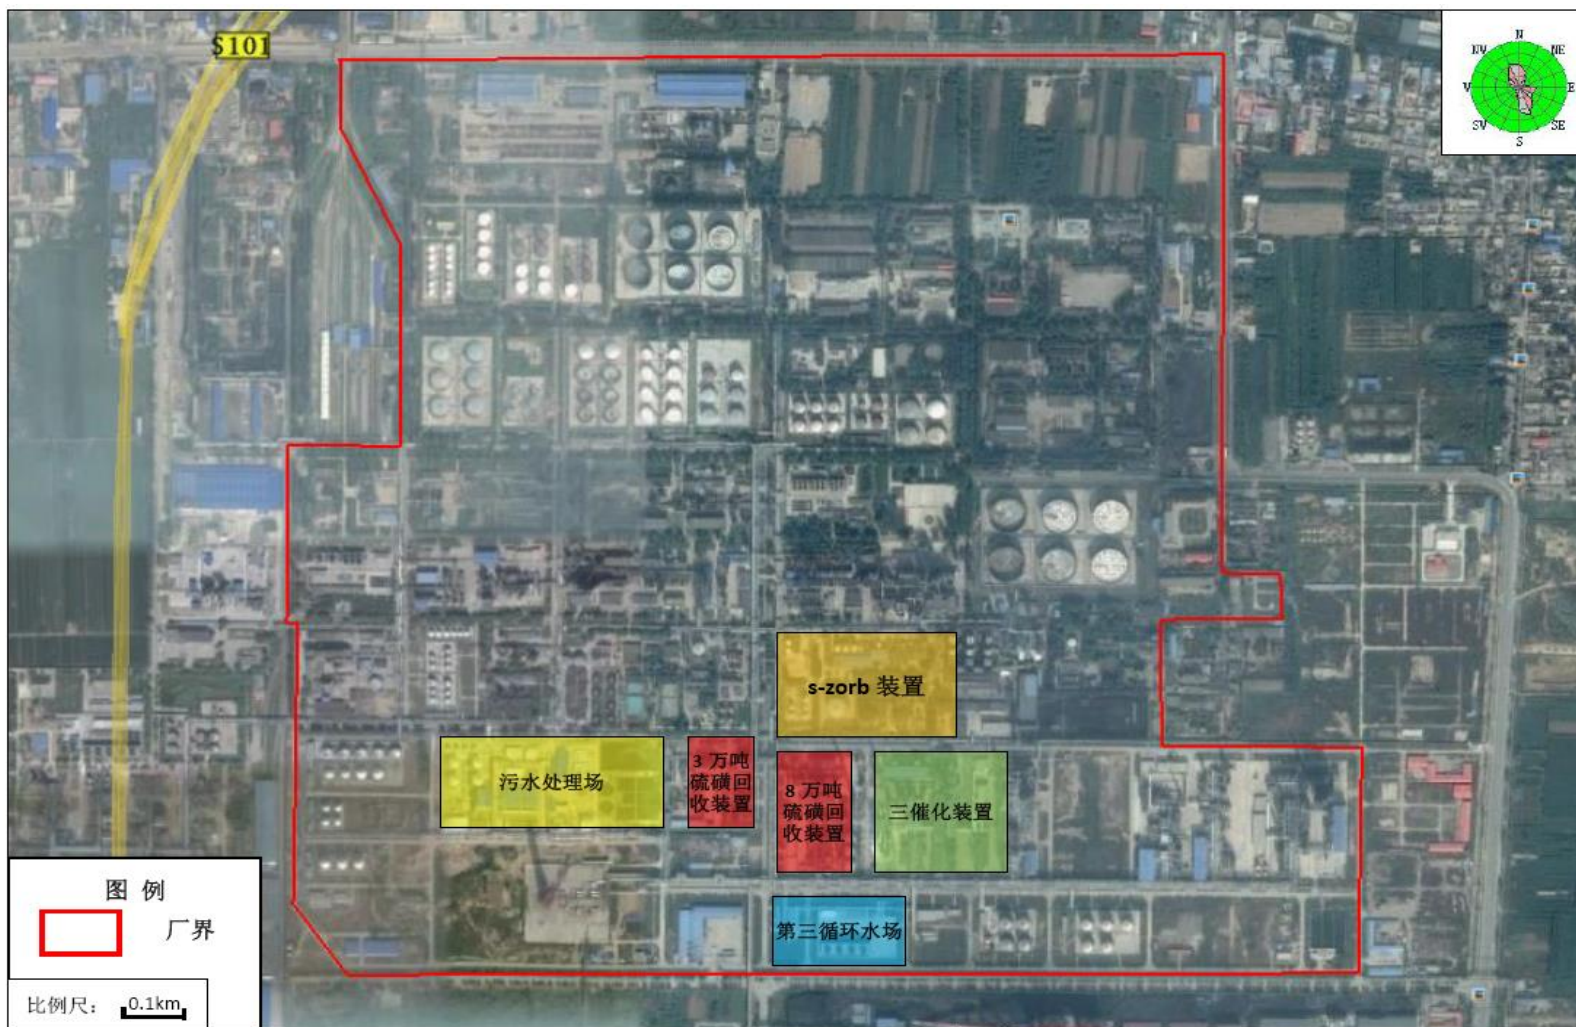 S101
N
NW
NE
W
E
SW
SE
S
s-zorb 装置
污水处理场
3 万吨
硫磺回
收装置
8 万吨
硫磺回
收装置
三催化装置
第三循环水场
图 例
厂界
比例尺：
0.1km